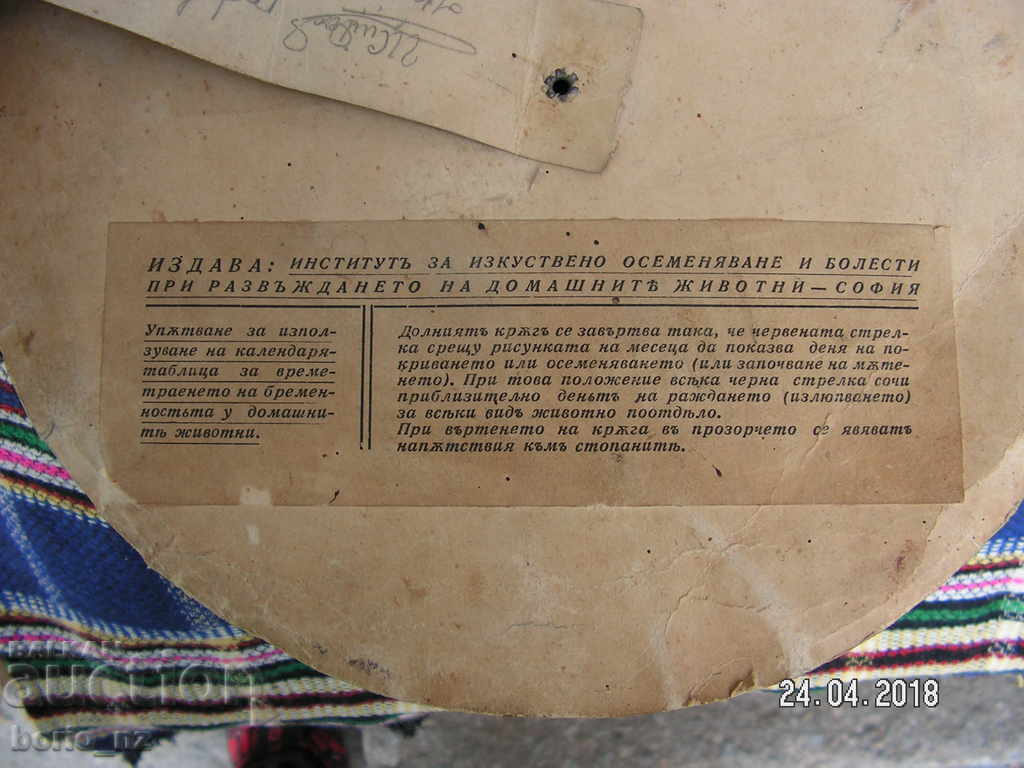 ИЗДАВА: ИНСТИТУТЪ ЗА ИЗКУСТВЕНО ОСЕМЕНЯВАНЕ И БОЛЕСТИ
ПРИ РАЗВЪЖДАНЕТО НА ДОМАШНИТѢ ЖИВОТНИ — СОФИЯ
Упѫтване за изпол-
зуване на календаря-
таблица за време-
траенето на бремен-
ностьта у домашни-
тѣ животни.
Долниятъ крѫгъ се завъртва така, че червената стрел-
ка срещу рисунката на месеца да показва деня на по-
криването или осеменяването (или започване на мѫте-
нето). При това положение всѣка черна стрелка сочи
приблизително деньтъ на раждането (излюпването)
за всѣки видъ животно поотдѣло.
При въртенето на крѫга въ прозорчето се явяватъ
напѫтствия къмъ стопанитѣ.
БАЛКАН
auction
bono_nz
24.04.2018